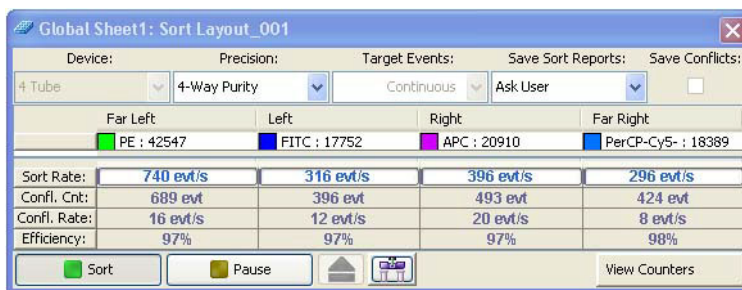 Global Sheet1: Sort Layout_001
Device: Precision: Target Events: Save Sort Reports: Save Conflicts:
4 Tube 4-Way Purity Continuous Ask User
Far Left Left Right Far Right
PE : 42547 FITC : 17752 APC : 20910 PerCP-Cy5- : 18389
Sort Rate: 740 evt/s 316 evt/s 396 evt/s 296 evt/s
Confl. Cnt: 689 evt 396 evt 493 evt 424 evt
Confl. Rate: 16 evt/s 12 evt/s 20 evt/s 8 evt/s
Efficiency: 97% 97% 97% 98%
Sort Pause View Counters